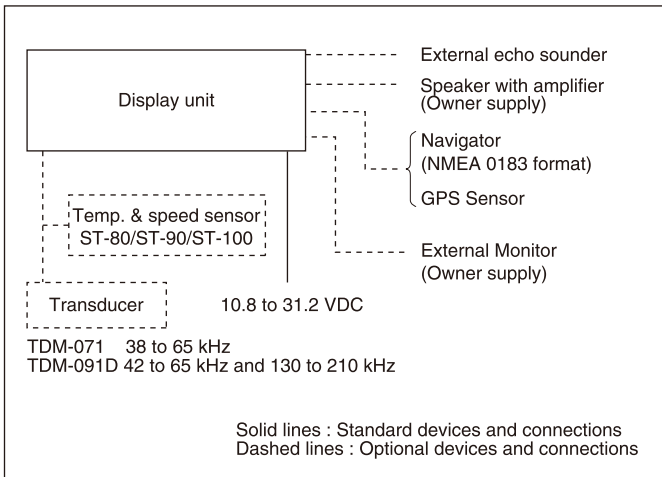 External echo sounder
Display unit
Speaker with amplifier
(Owner supply)
Navigator
(NMEA 0183 format)
GPS Sensor
Temp. & speed sensor
ST-80/ST-90/ST-100
External Monitor
(Owner supply)
Transducer
10.8 to 31.2 VDC
TDM-071 38 to 65 kHz
TDM-091D 42 to 65 kHz and 130 to 210 kHz
Solid lines : Standard devices and connections
Dashed lines : Optional devices and connections